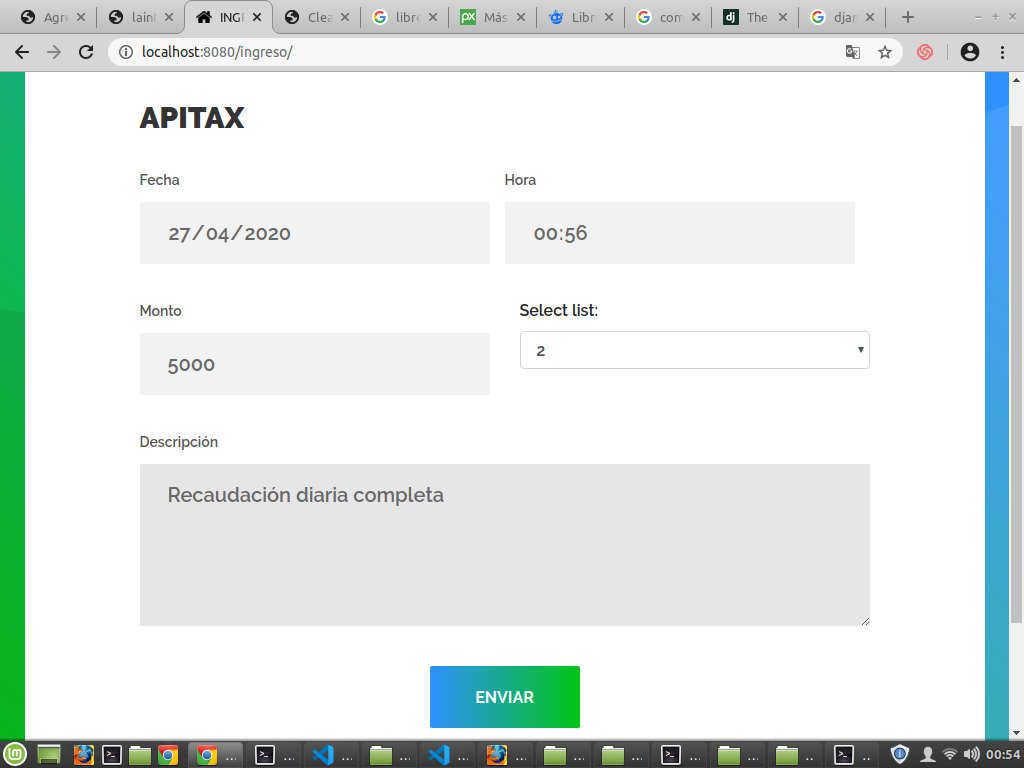 Agre
laint
INGR
Clea
libre
Más
Libr
com
The
djar
localhost:8080/ingreso/
APITAX
Fecha Hora
27/04/2020 00:56
Monto Select list:
5000 2
Descripción
Recaudación diaria completa
ENVIAR
00:54